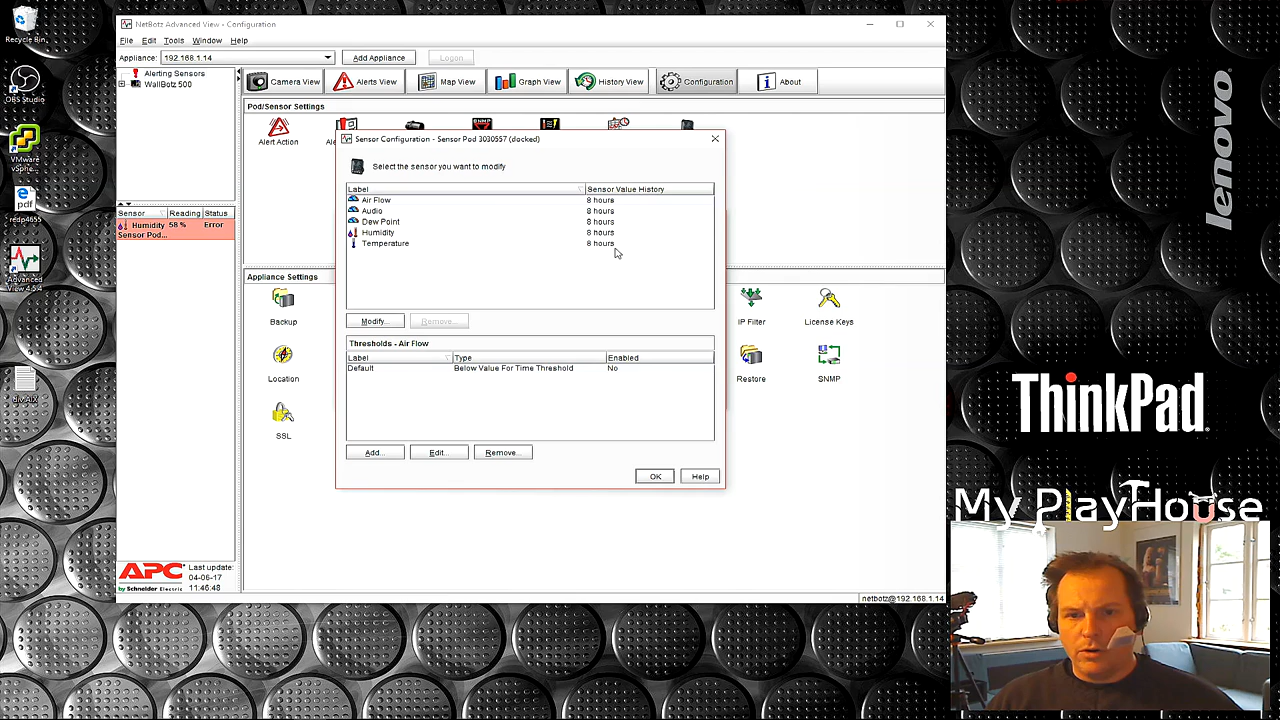 NetBotz Advanced View - Configuration
File Edit Tools Window Help
Appliance: 192.168.1.14 Add Appliance Logon
Alerting Sensors
WallBotz 500
Camera View Alerts View Map View Graph View History View Configuration About
Pod/Sensor Settings
Alert Action
Sensor Configuration - Sensor Pod 3030557 (docked)
Select the sensor you want to modify
Label Sensor Value History
Air Flow 8 hours
Audio 8 hours
Dew Point 8 hours
Humidity 8 hours
Temperature 8 hours
Modify... Remove...
Thresholds - Air Flow
Label Type Enabled
Default Below Value For Time Threshold No
Add... Edit... Remove...
OK Help
Sensor Reading Status
Humidity 58 % Error
Sensor Pod...
Appliance Settings
Backup
IP Filter
License Keys
Location
Restore
SNMP
SSL
APC
by Schneider Electric
Last update:
04-06-17
11:46:48
netbotz@192.168.1.14
Recycle Bin
OBS Studio
VMware
vSphe...
pdf
redp4655
Advanced
View 4.5.4
lenovo
ThinkPad
My PlayHouse